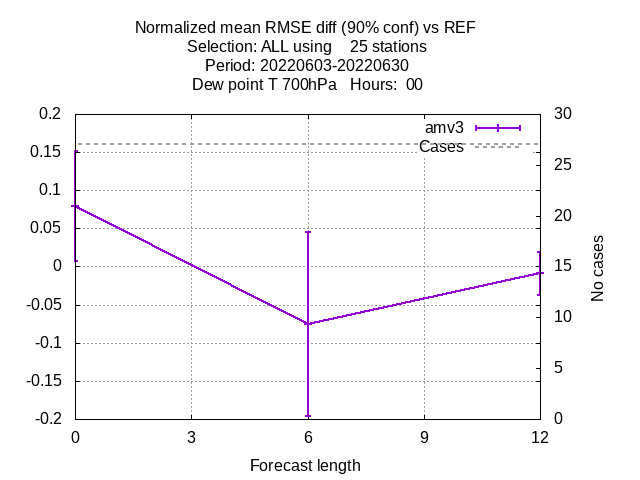 Normalized mean RMSE diff (90% conf) vs REF
Selection: ALL using    25 stations
Period: 20220603-20220630
Dew point T 700hPa   Hours:  00
0.2
0.15
0.1
0.05
0
-0.05
-0.1
-0.15
-0.2
amv3
Cases
30
25
20
15
10
5
0
No cases
0 3 6 9 12
Forecast length